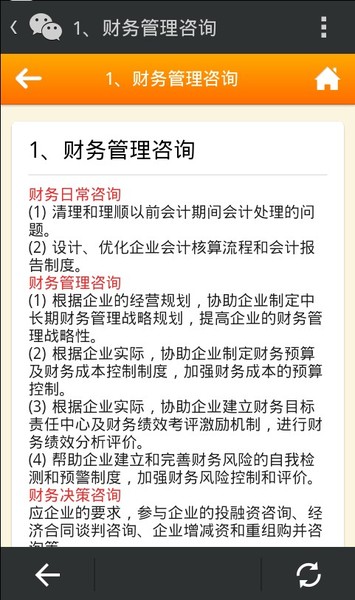 1、财务管理咨询
1、财务管理咨询
1、财务管理咨询
财务日常咨询
(1) 清理和理顺以前会计期间会计处理的问
题。
(2) 设计、优化企业会计核算流程和会计报
告制度。
财务管理咨询
(1) 根据企业的经营规划，协助企业制定中
长期财务管理战略规划，提高企业的财务管
理战略性。
(2) 根据企业实际，协助企业制定财务预算
及财务成本控制制度，加强财务成本的预算
控制。
(3) 根据企业实际，协助企业建立财务目标
责任中心及财务绩效考评激励机制，进行财
务绩效分析评价。
(4) 帮助企业建立和完善财务风险的自我检
测和预警制度，加强财务风险控制和评价。
财务决策咨询
应企业的要求，参与企业的投融资咨询、经
济合同谈判咨询、企业增减资和重组购并咨
询等